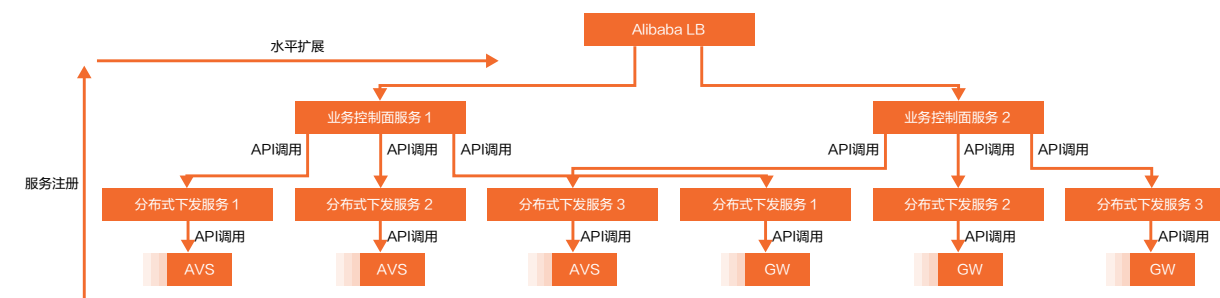 Alibaba LB
水平扩展
业务控制面服务 1
业务控制面服务 2
API调用
API调用
API调用
API调用
API调用
API调用
服务注册
分布式下发服务 1
分布式下发服务 2
分布式下发服务 3
分布式下发服务 1
分布式下发服务 2
分布式下发服务 3
API调用
API调用
API调用
API调用
API调用
API调用
AVS
AVS
AVS
GW
GW
GW